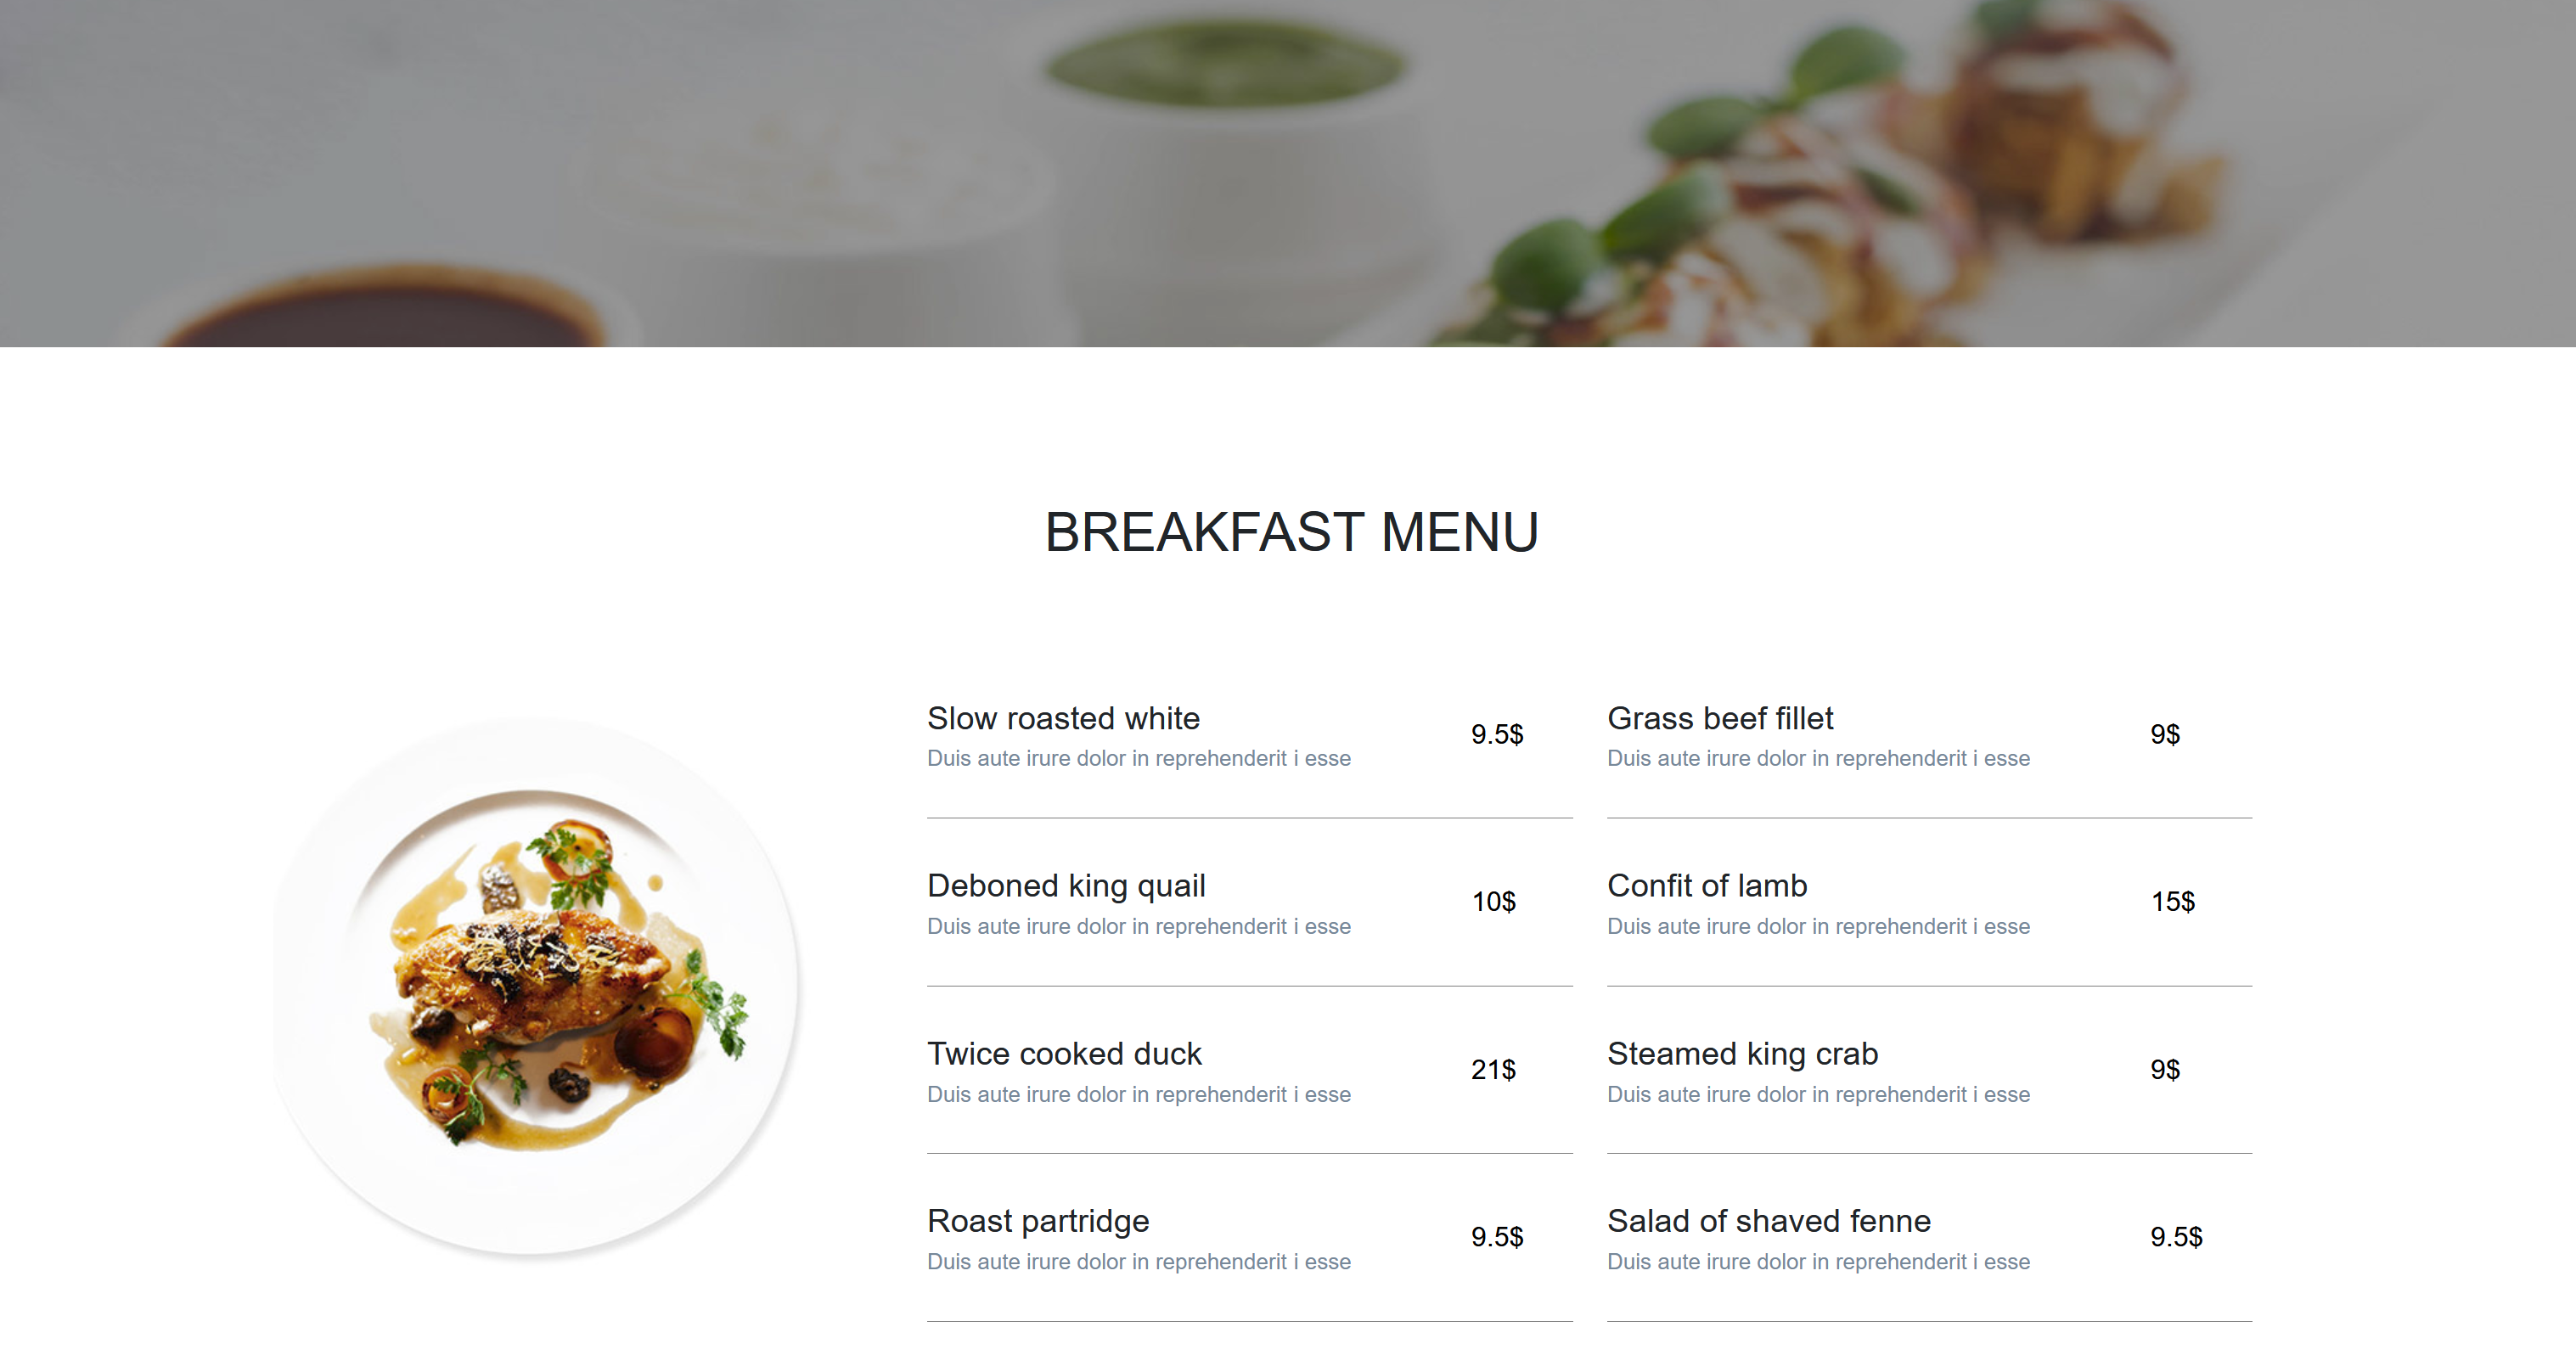 BREAKFAST MENU
Slow roasted white
9.5$
Duis aute irure dolor in reprehenderit i esse
Deboned king quail
10$
Duis aute irure dolor in reprehenderit i esse
Twice cooked duck
21$
Duis aute irure dolor in reprehenderit i esse
Roast partridge
9.5$
Duis aute irure dolor in reprehenderit i esse
Grass beef fillet
9$
Duis aute irure dolor in reprehenderit i esse
Confit of lamb
15$
Duis aute irure dolor in reprehenderit i esse
Steamed king crab
9$
Duis aute irure dolor in reprehenderit i esse
Salad of shaved fenne
9.5$
Duis aute irure dolor in reprehenderit i esse